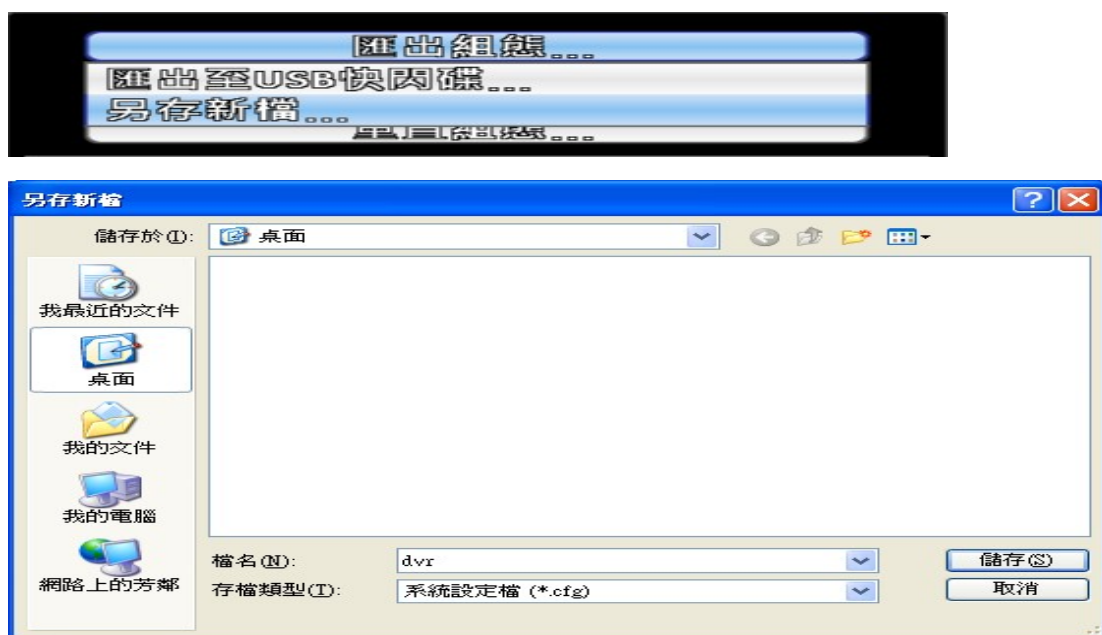 匯出組態...
匯出至USB快閃碟...
另存新檔...
另存新檔
儲存於(I):
桌面
我最近的文件
桌面
我的文件
我的電腦
網路上的芳鄰
檔名(N):
dvr
儲存(S)
存檔類型(T):
系統設定檔 (*.cfg)
取消